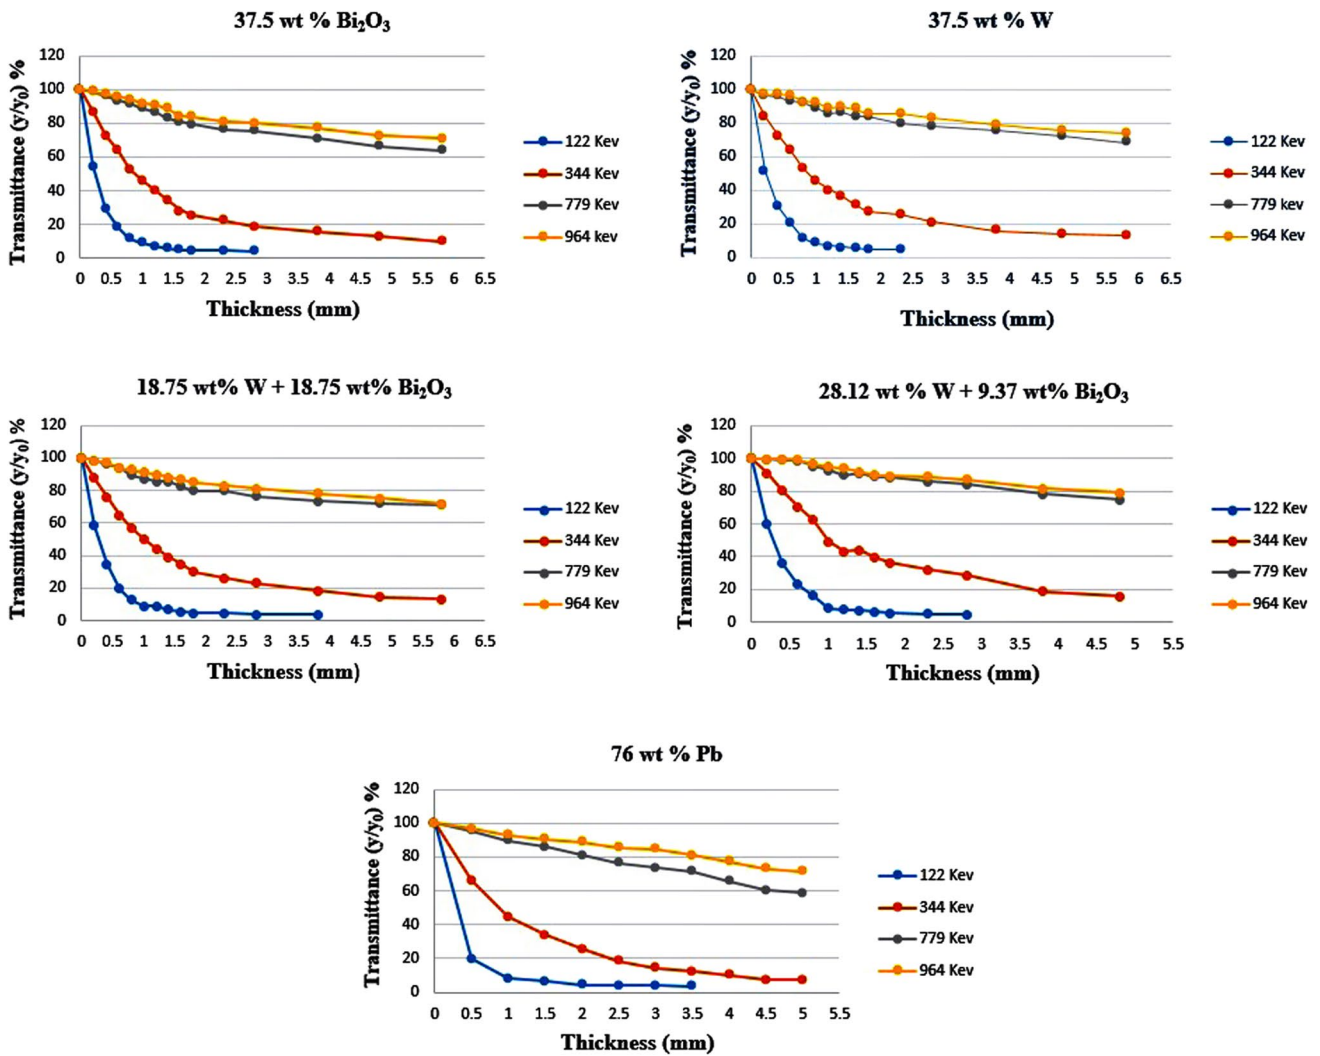 37.5 wt % Bi₂O₃
Transmittance (y/y₀) %
120
100
80
60
40
20
0
0 0.5 1 1.5 2 2.5 3 3.5 4 4.5 5 5.5 6 6.5
Thickness (mm)
122 Kev
344 Kev
779 Kev
964 kev
37.5 wt % W
Transmittance (y/y₀) %
120
100
80
60
40
20
0
0 0.5 1 1.5 2 2.5 3 3.5 4 4.5 5 5.5 6 6.5
Thickness (mm)
122 Kev
344 Kev
779 kev
964 Kev
18.75 wt% W + 18.75 wt% Bi₂O₃
Transmittance (y/y₀) %
120
100
80
60
40
20
0
0 0.5 1 1.5 2 2.5 3 3.5 4 4.5 5 5.5 6 6.5
Thickness (mm)
122 Kev
344 Kev
779 Kev
964 Kev
28.12 wt % W + 9.37 wt% Bi₂O₃
Transmittance (y/y₀) %
120
100
80
60
40
20
0
0 0.5 1 1.5 2 2.5 3 3.5 4 4.5 5 5.5
Thickness (mm)
122 Kev
344 Kev
779 Kev
964 Kev
76 wt % Pb
Transmittance (y/y₀) %
120
100
80
60
40
20
0
0 0.5 1 1.5 2 2.5 3 3.5 4 4.5 5 5.5
Thickness (mm)
122 Kev
344 Kev
779 Kev
964 Kev